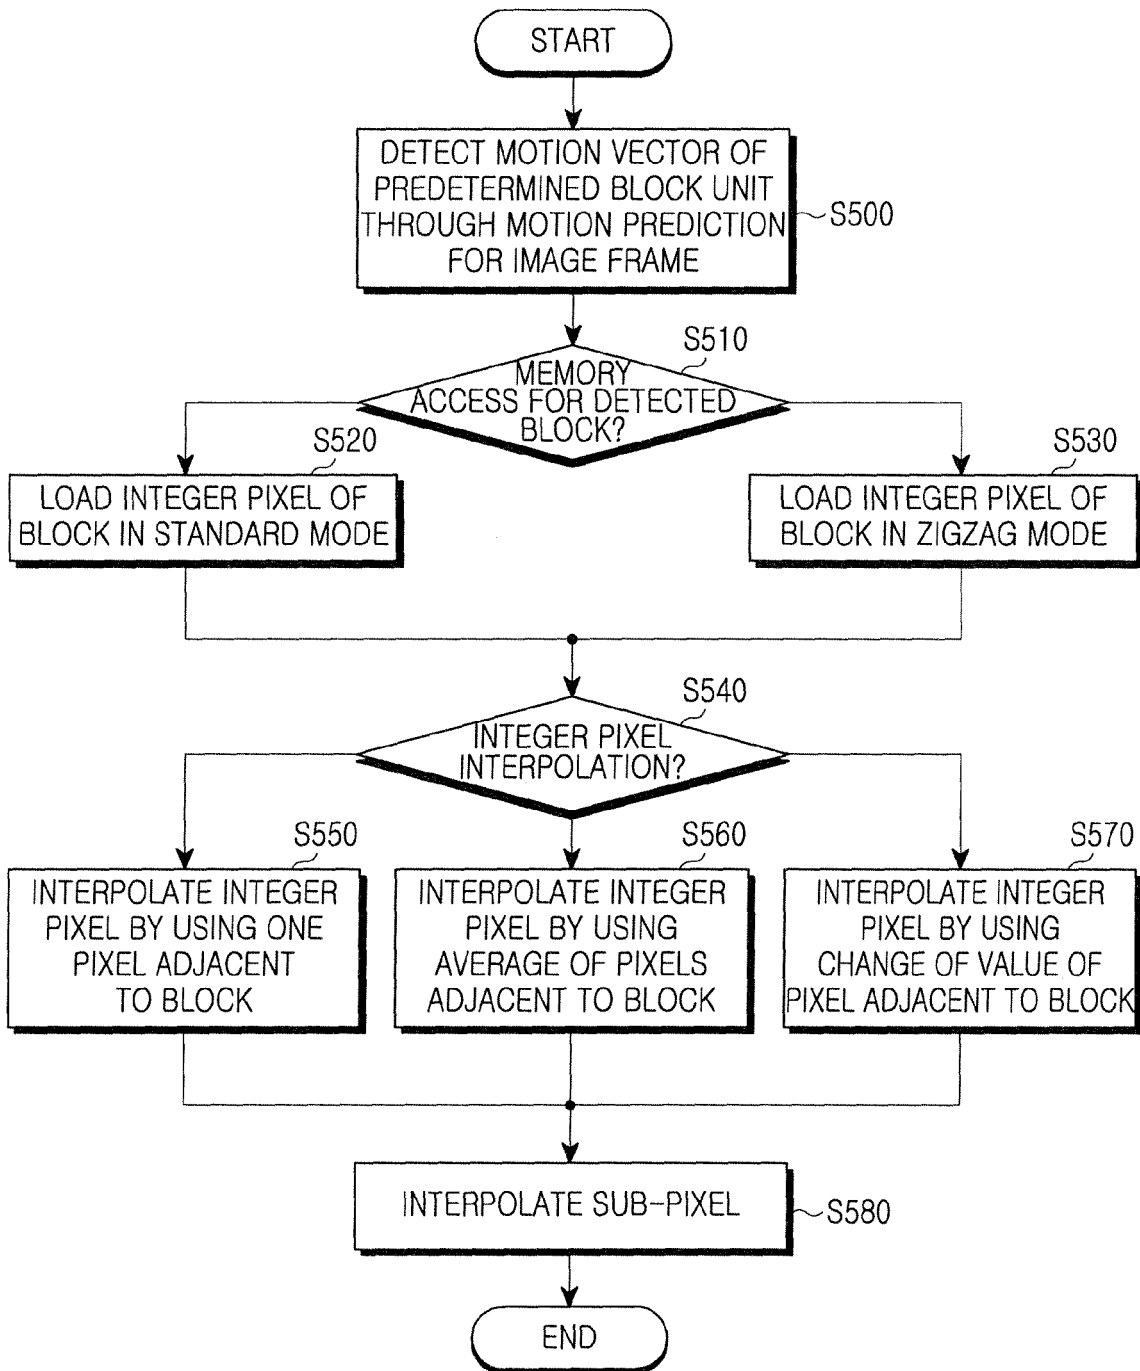 START
DETECT MOTION VECTOR OF
PREDETERMINED BLOCK UNIT
THROUGH MOTION PREDICTION
FOR IMAGE FRAME
S500
S510
MEMORY
ACCESS FOR DETECTED
BLOCK?
S520
LOAD INTEGER PIXEL OF
BLOCK IN STANDARD MODE
S530
LOAD INTEGER PIXEL OF
BLOCK IN ZIGZAG MODE
S540
INTEGER PIXEL
INTERPOLATION?
S550
INTERPOLATE INTEGER
PIXEL BY USING ONE
PIXEL ADJACENT
TO BLOCK
S560
INTERPOLATE INTEGER
PIXEL BY USING
AVERAGE OF PIXELS
ADJACENT TO BLOCK
S570
INTERPOLATE INTEGER
PIXEL BY USING
CHANGE OF VALUE OF
PIXEL ADJACENT TO BLOCK
INTERPOLATE SUB-PIXEL
S580
END